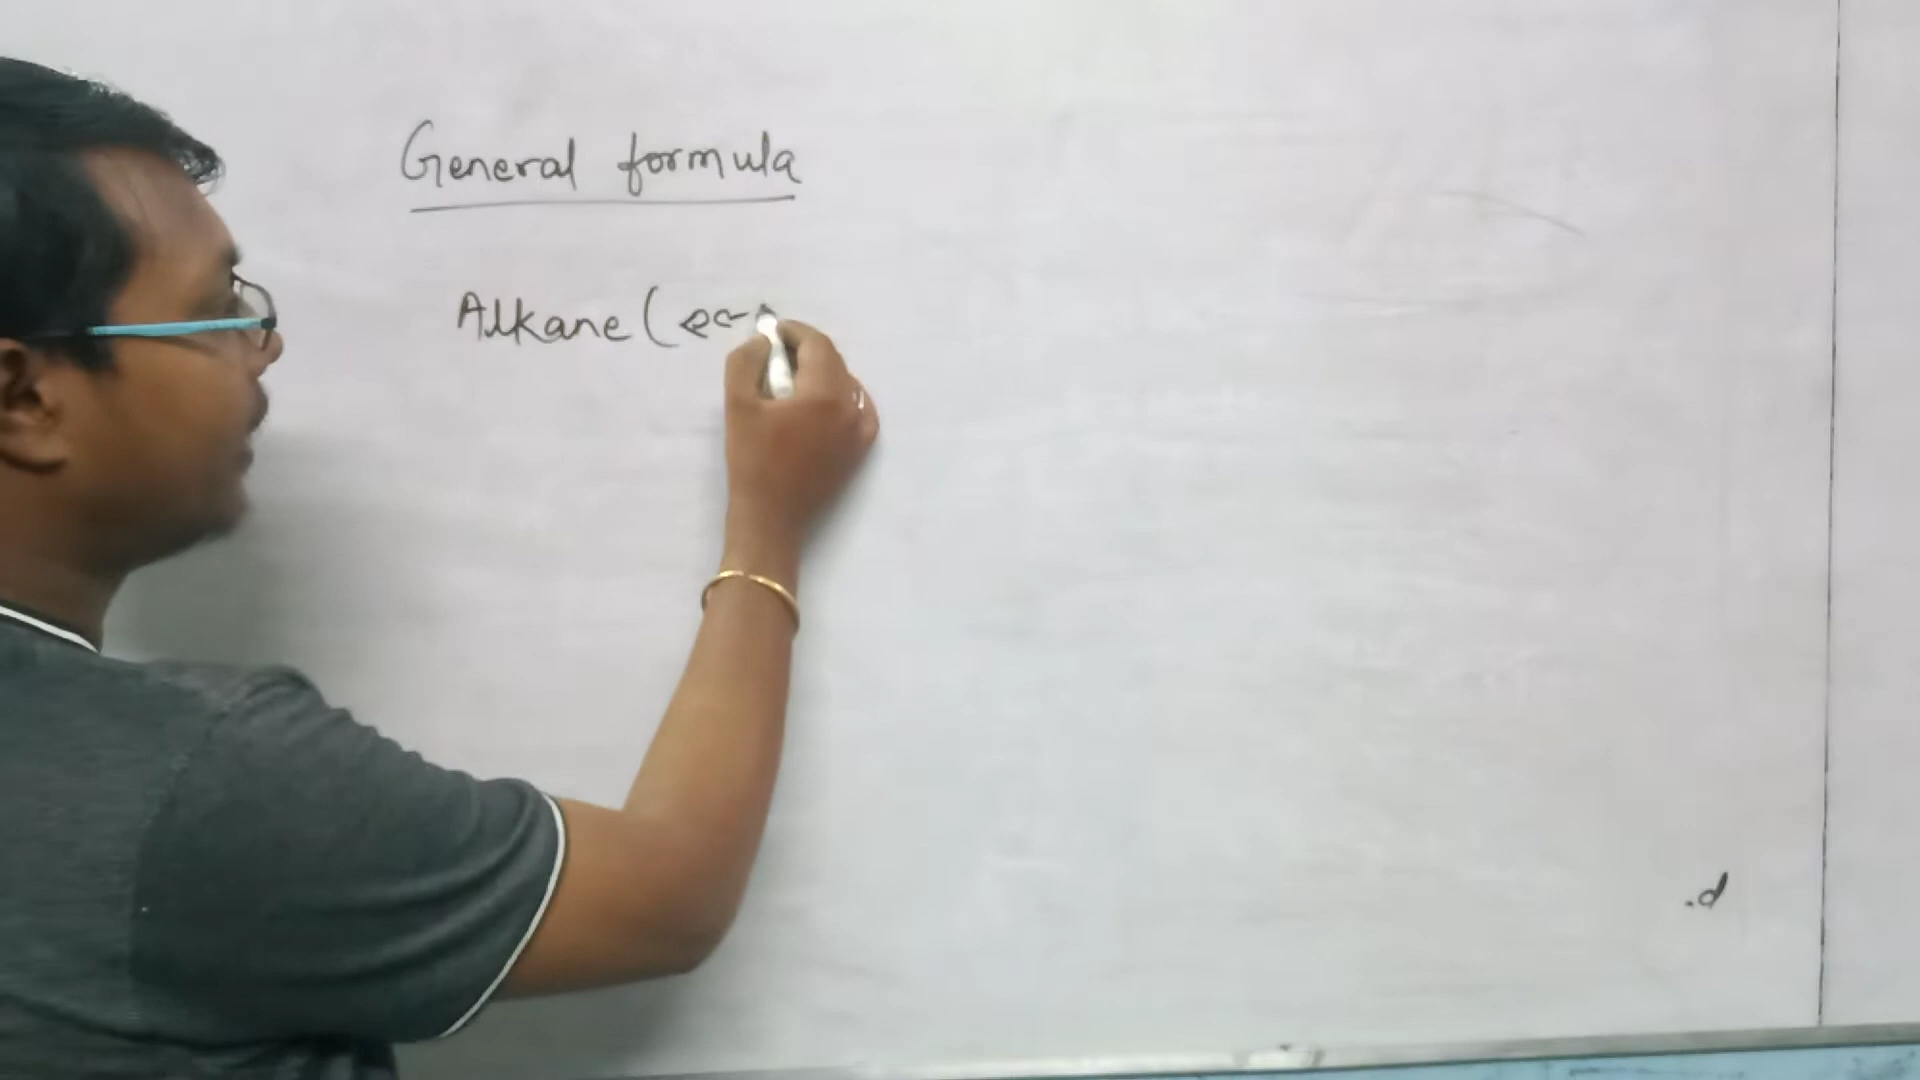 General formula
Alkane (
.d